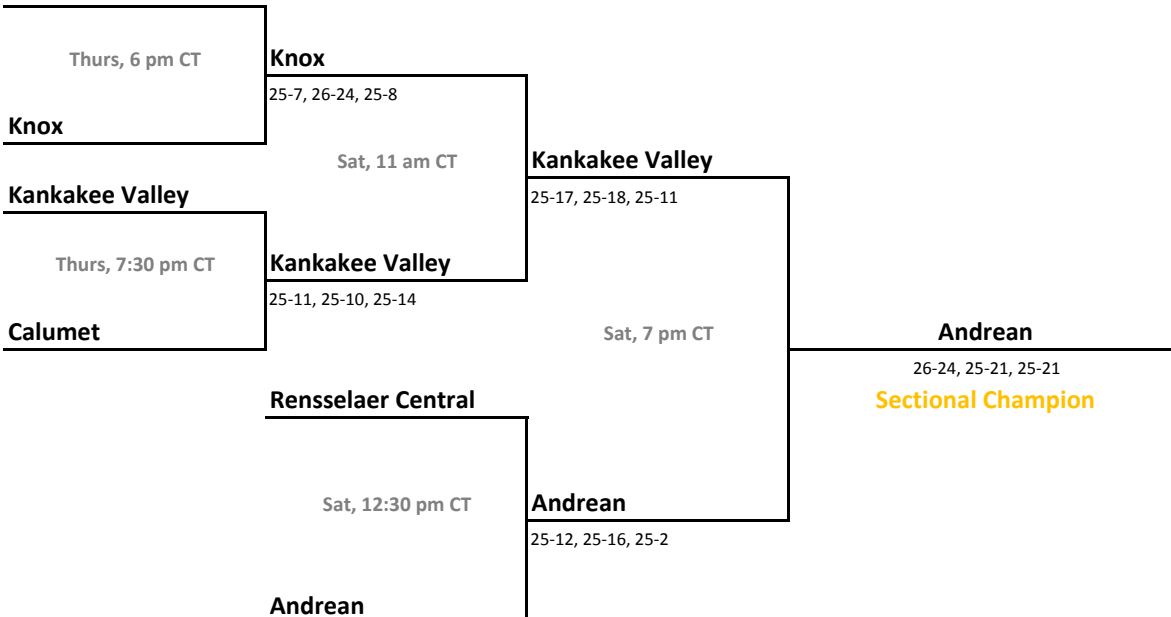 Thurs, 6 pm CT
Knox
25-7, 26-24, 25-8
Knox
Sat, 11 am CT
Kankakee Valley
Kankakee Valley
25-17, 25-18, 25-11
Thurs, 7:30 pm CT
Kankakee Valley
25-11, 25-10, 25-14
Calumet
Sat, 7 pm CT
Andrean
26-24, 25-21, 25-21
Rensselaer Central
Sectional Champion
Sat, 12:30 pm CT
Andrean
25-12, 25-16, 25-2
Andrean